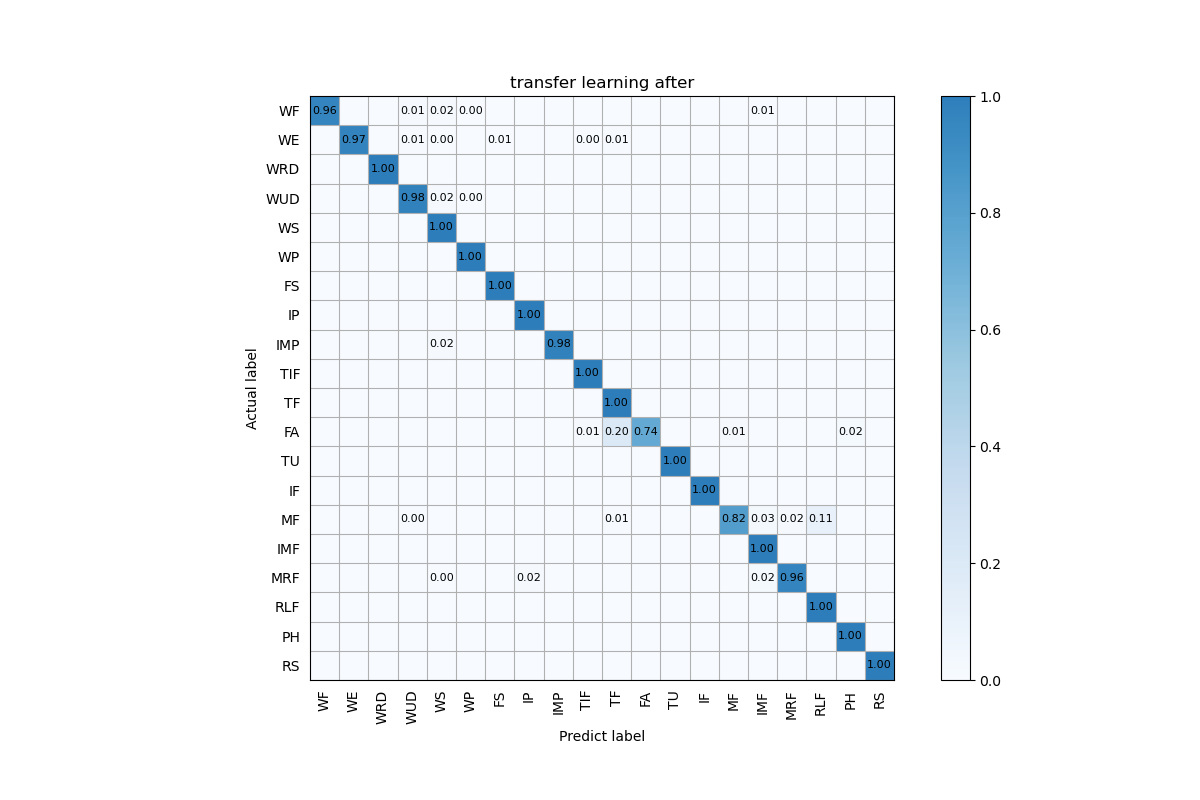 transfer learning after
WF 0.96 0.01 0.02 0.00 0.01
WE 0.97 0.01 0.00 0.01 0.00 0.01
WRD 1.00
WUD 0.98 0.02 0.00
WS 1.00
WP 1.00
FS 1.00
IP 1.00
IMP 0.02 0.98
TIF 1.00
TF 1.00
FA 0.01 0.20 0.74 0.01 0.02
TU 1.00
IF 1.00
MF 0.00 0.01 0.82 0.03 0.02 0.11
IMF 1.00
MRF 0.00 0.02 0.02 0.96
RLF 1.00
PH 1.00
RS 1.00
WF WE WRD WUD WS WP FS IP IMP TIF TF FA TU IF MF IMF MRF RLF PH RS
Predict label
Actual label
1.0
0.8
0.6
0.4
0.2
0.0